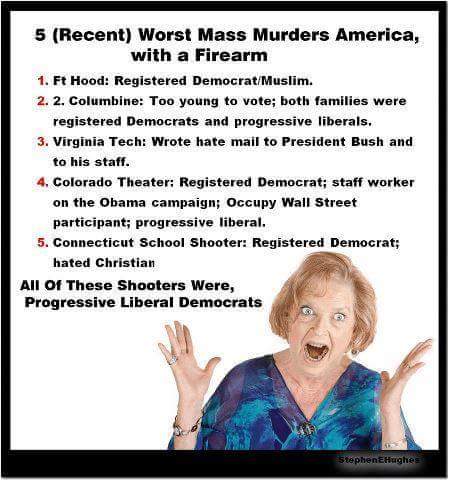 5 (Recent) Worst Mass Murders America,
with a Firearm
1. Ft Hood: Registered Democrat/Muslim.
2. 2. Columbine: Too young to vote; both families were
registered Democrats and progressive liberals.
3. Virginia Tech: Wrote hate mail to President Bush and
to his staff.
4. Colorado Theater: Registered Democrat; staff worker
on the Obama campaign; Occupy Wall Street
participant; progressive liberal.
5. Connecticut School Shooter: Registered Democrat;
hated Christian
All Of These Shooters Were,
Progressive Liberal Democrats
StephenEHughes